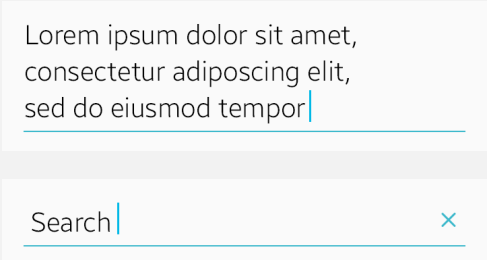 Lorem ipsum dolor sit amet,
consectetur adiposcing elit,
sed do eiusmod tempor
Search